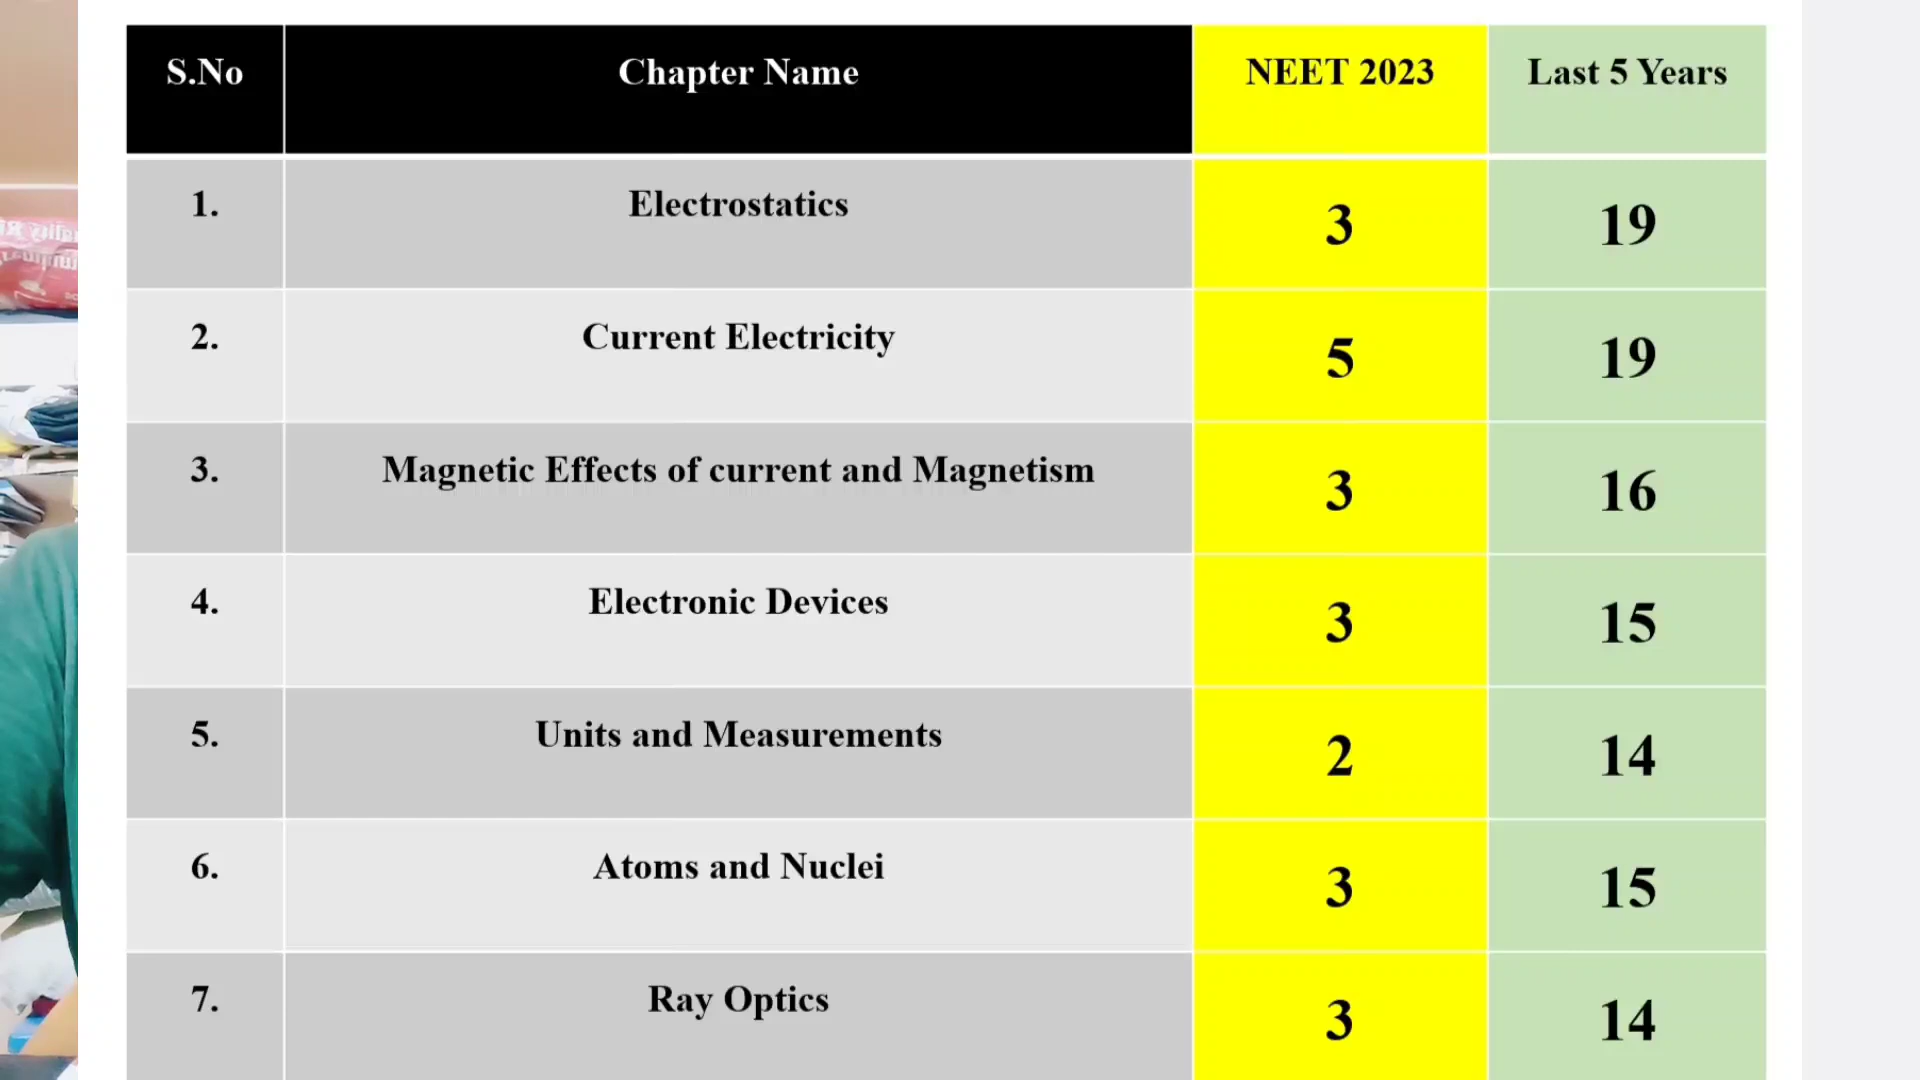 S.No Chapter Name NEET 2023 Last 5 Years
1. Electrostatics 3 19
2. Current Electricity 5 19
3. Magnetic Effects of current and Magnetism 3 16
4. Electronic Devices 3 15
5. Units and Measurements 2 14
6. Atoms and Nuclei 3 15
7. Ray Optics 3 14